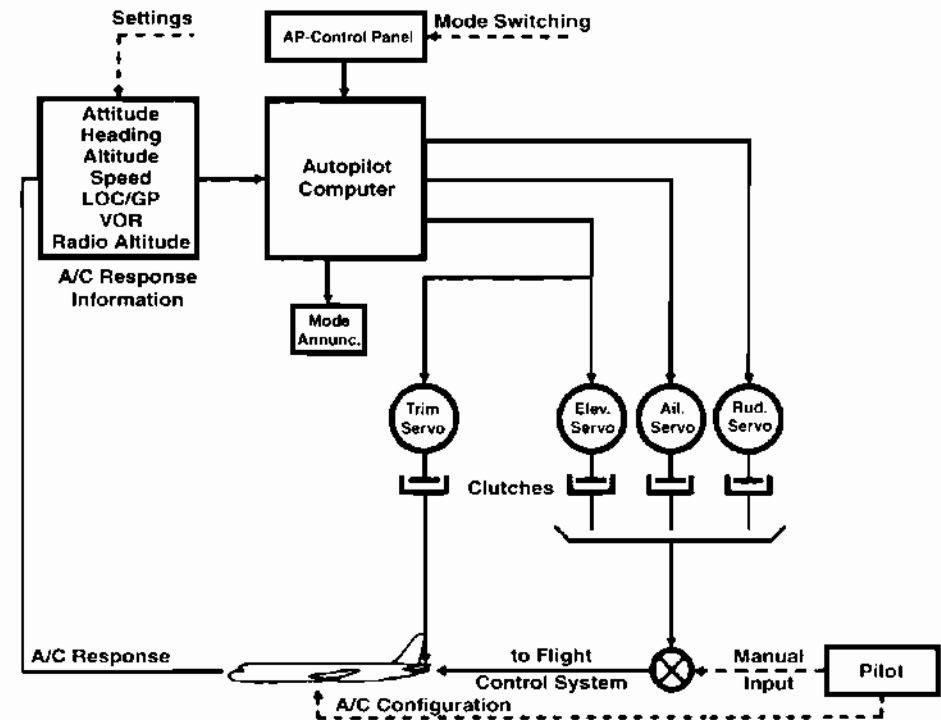 Settings
Mode Switching
AP-Control Panel
Attitude
Heading
Altitude
Speed
LOC/GP
VOR
Radio Altitude
Autopilot
Computer
A/C Response
Information
Mode
Annunc.
Trim
Servo
Elev.
Servo
Ail.
Servo
Rud.
Servo
Clutches
A/C Response
to Flight
Control System
Manual
Input
Pilot
A/C Configuration